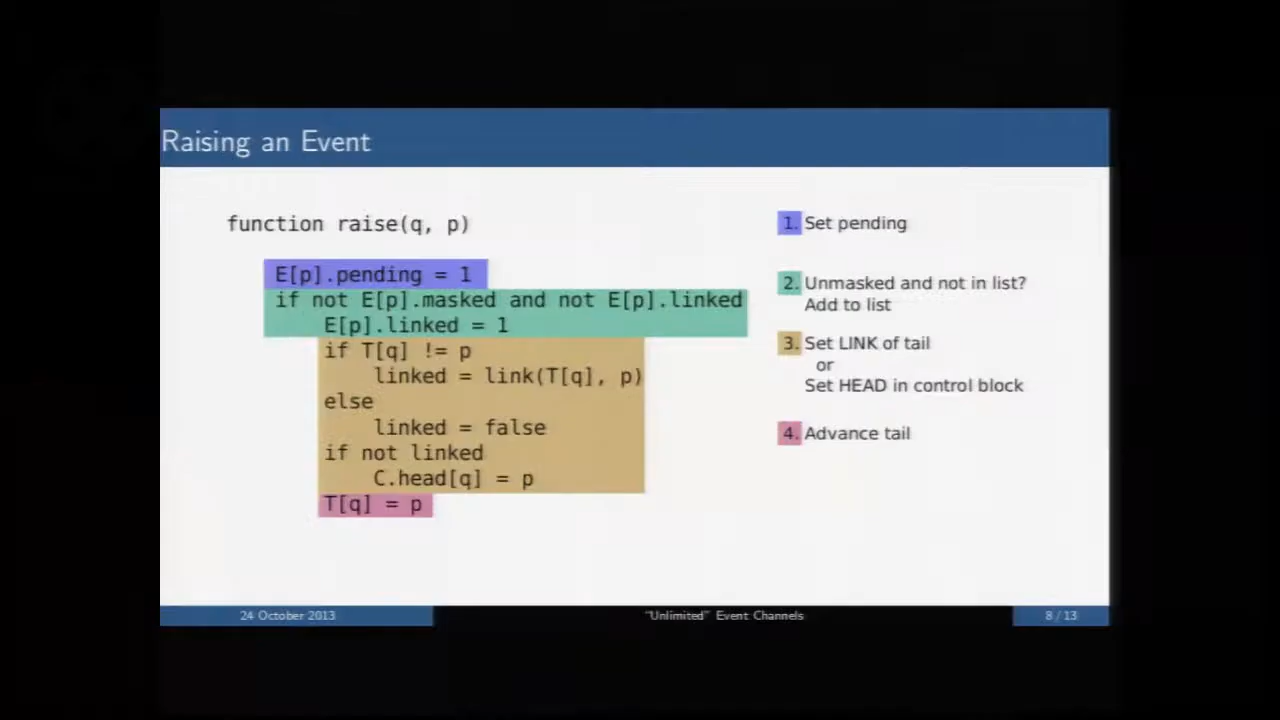 Raising an Event
function raise(q, p)
E[p].pending = 1
if not E[p].masked and not E[p].linked
E[p].linked = 1
if T[q] != p
linked = link(T[q], p)
else
linked = false
if not linked
C.head[q] = p
T[q] = p
1. Set pending
2. Unmasked and not in list?
Add to list
3. Set LINK of tail
or
Set HEAD in control block
4. Advance tail
24 October 2013
"Unlimited" Event Channels
8 / 13